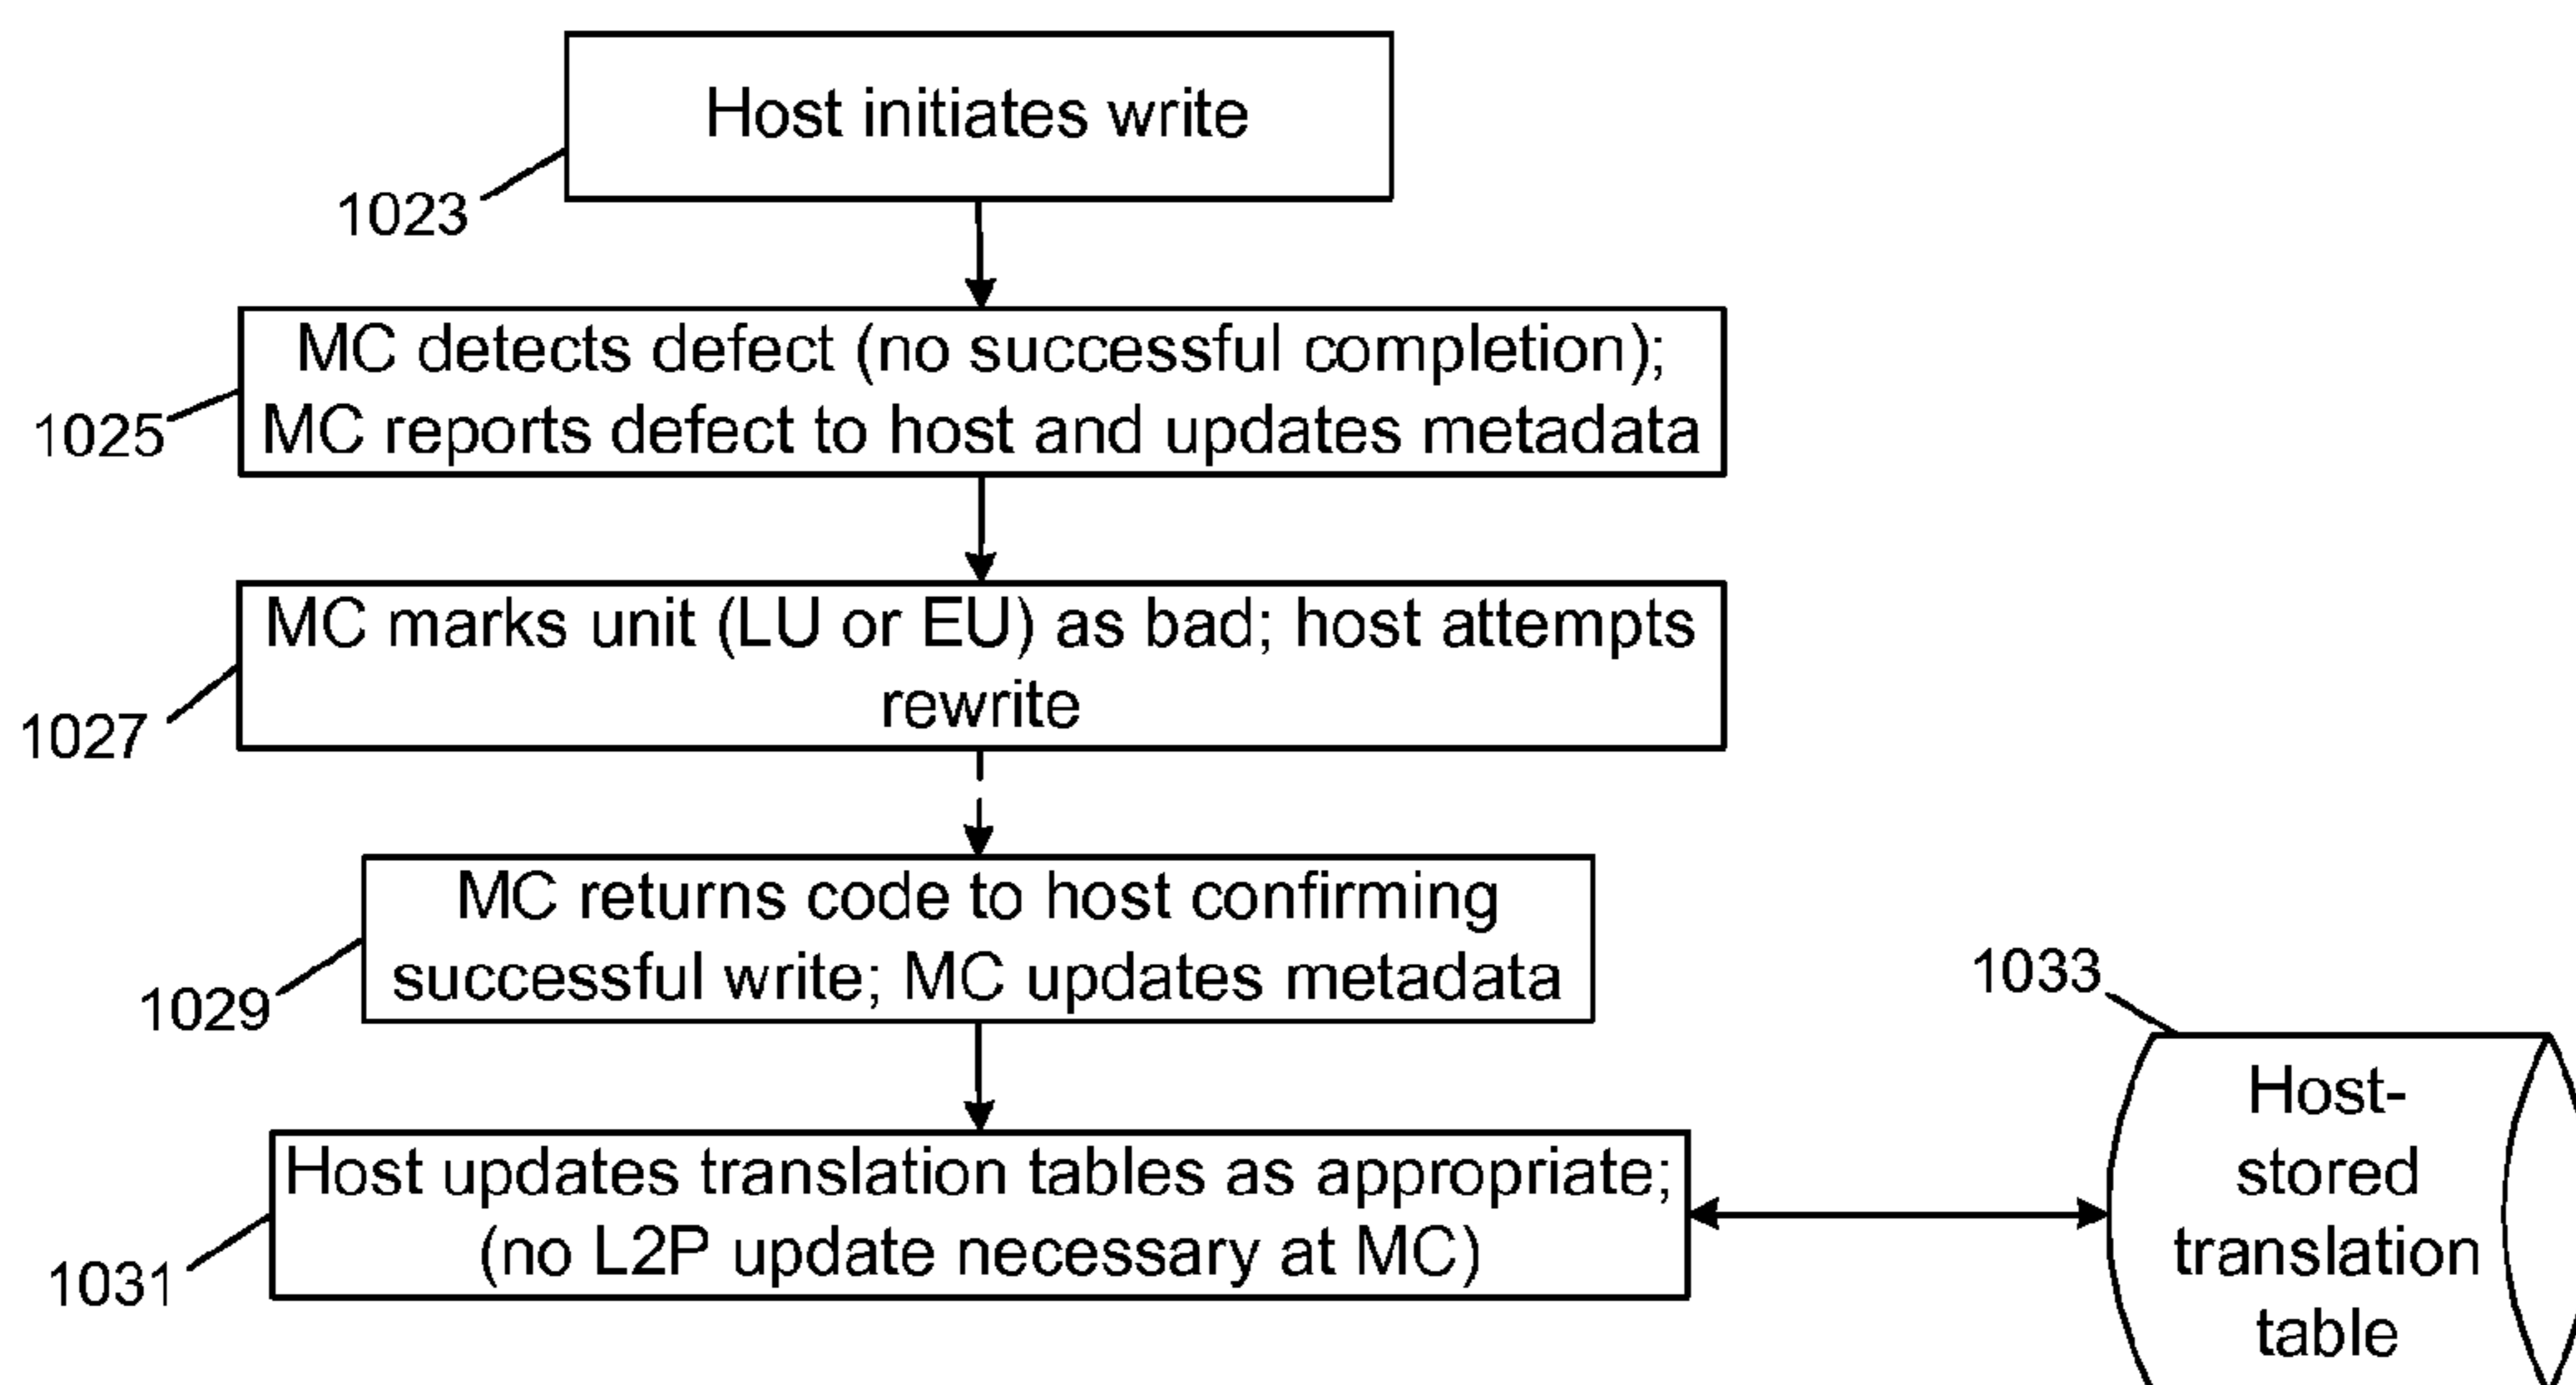 Host initiates write
1023
MC detects defect (no successful completion);
MC reports defect to host and updates metadata
1025
MC marks unit (LU or EU) as bad; host attempts
rewrite
1027
MC returns code to host confirming
successful write; MC updates metadata
1029
Host updates translation tables as appropriate;
(no L2P update necessary at MC)
1031
1033
Host-
stored
translation
table